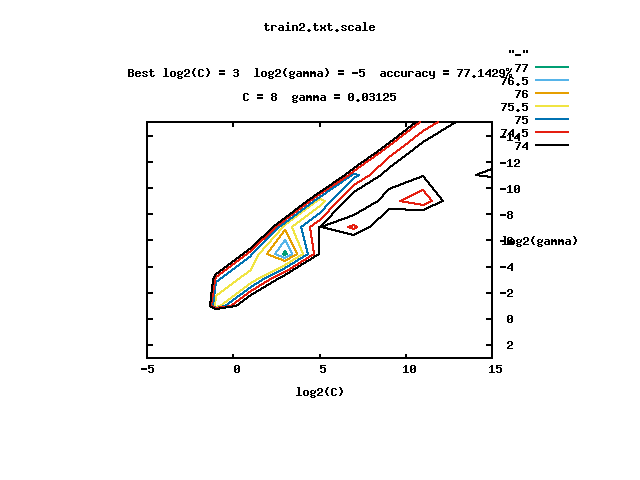 train2.txt.scale
"-"
77
Best log2(C) = 3  log2(gamma) = -5  accuracy = 77.1429%
76.5
76
C = 8  gamma = 0.03125
75.5
75
74.5
-14
74
-12
-10
-8
-6
log2(gamma)
-4
-2
0
2
-5 0 5 10 15
log2(C)